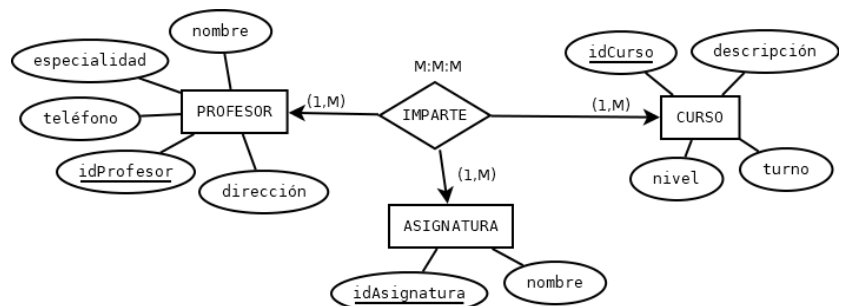 nombre
especialidad
teléfono
PROFESOR
idProfesor
dirección
(1,M)
M:M:M
IMPARTE
(1,M)
(1,M)
idCurso
descripción
CURSO
nivel
turno
ASIGNATURA
idAsignatura
nombre